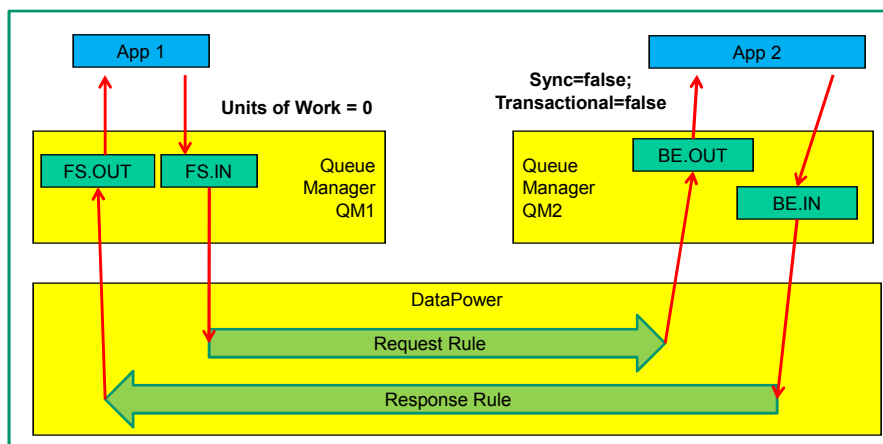 App 1
App 2
Units of Work = 0
Sync=false;
Transactional=false
FS.OUT
FS.IN
Queue
Manager
QM1
Queue
Manager
QM2
BE.OUT
BE.IN
DataPower
Request Rule
Response Rule